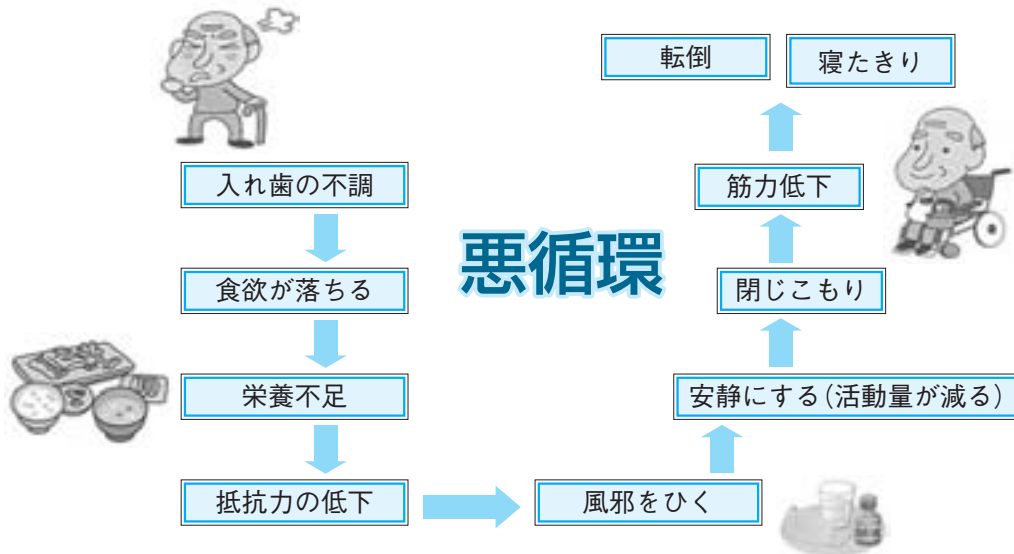 入れ歯の不調
食欲が落ちる
栄養不足
抵抗力の低下
風邪をひく
安静にする(活動量が減る)
閉じこもり
筋力低下
転倒
寝たきり
悪循環